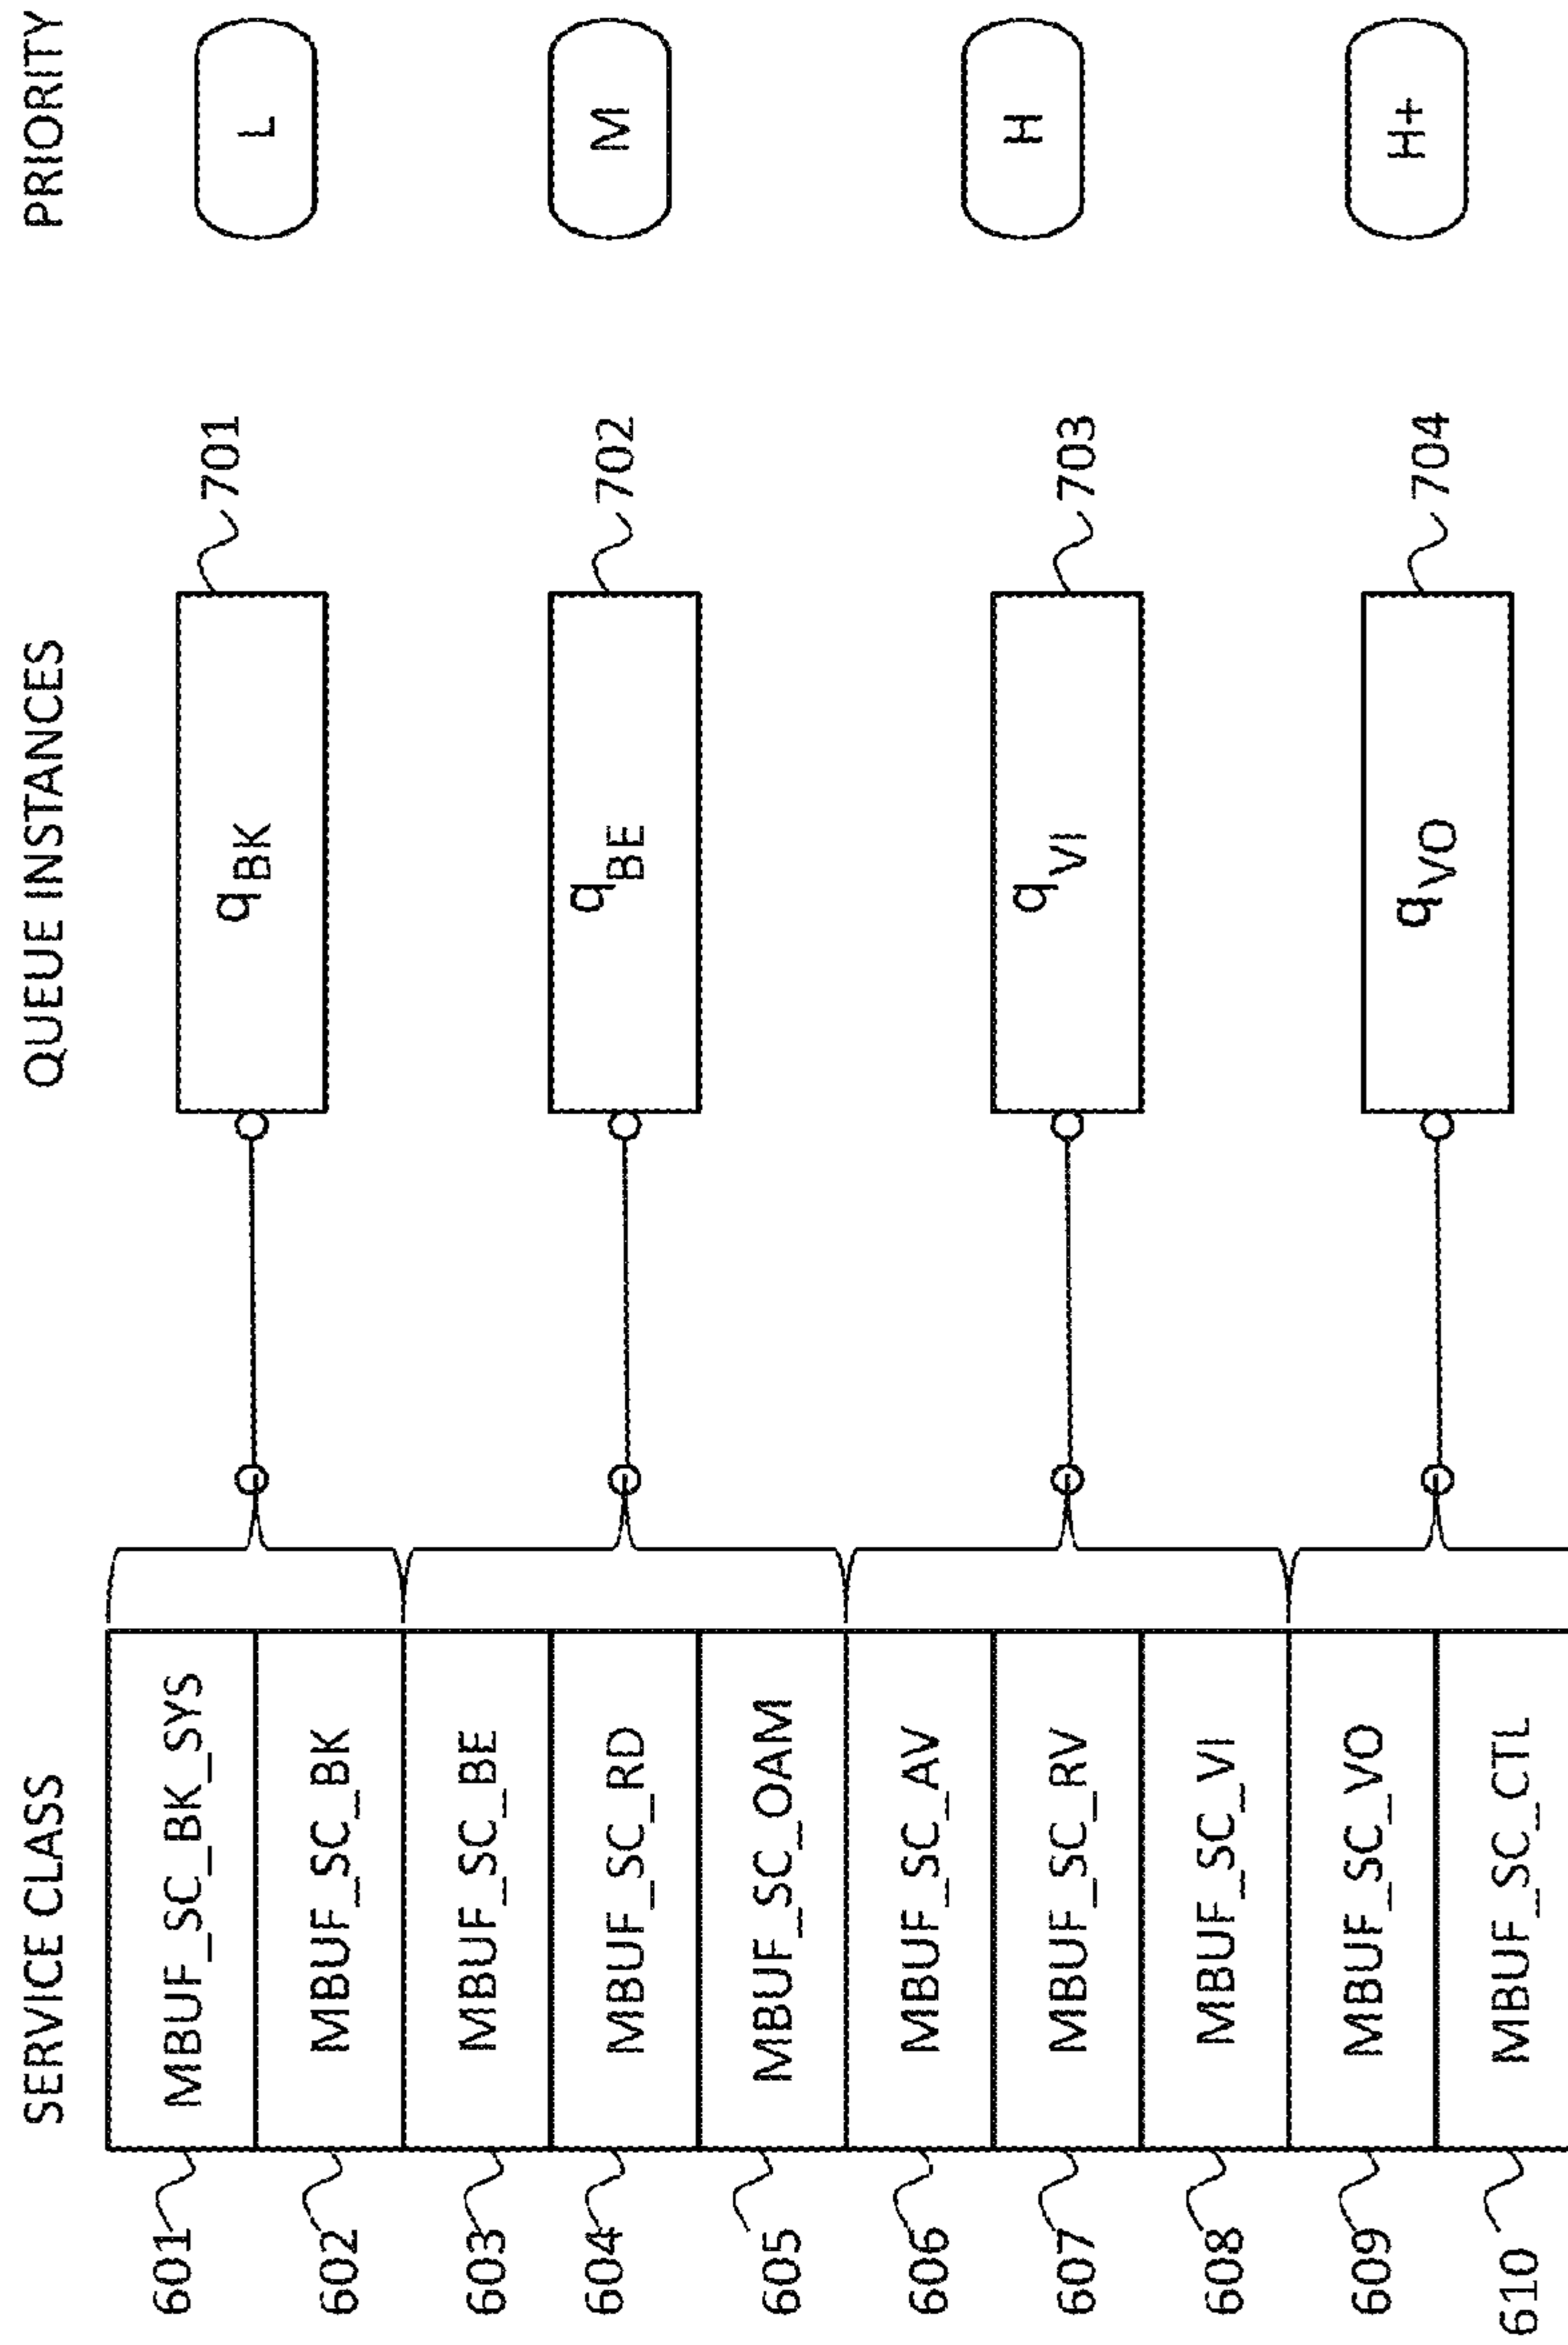 SERVICE CLASS QUEUE INSTANCES PRIORITY
601 MBUF_SC_BK_SYS
602 MBUF_SC_BK
qBK 701 L
603 MBUF_SC_BE
604 MBUF_SC_RD
qBE 702 M
605 MBUF_SC_OAM
606 MBUF_SC_AV
607 MBUF_SC_RV
qVI 703 H
608 MBUF_SC_VI
609 MBUF_SC_VO
qVO 704 H+
610 MBUF_SC_CTL